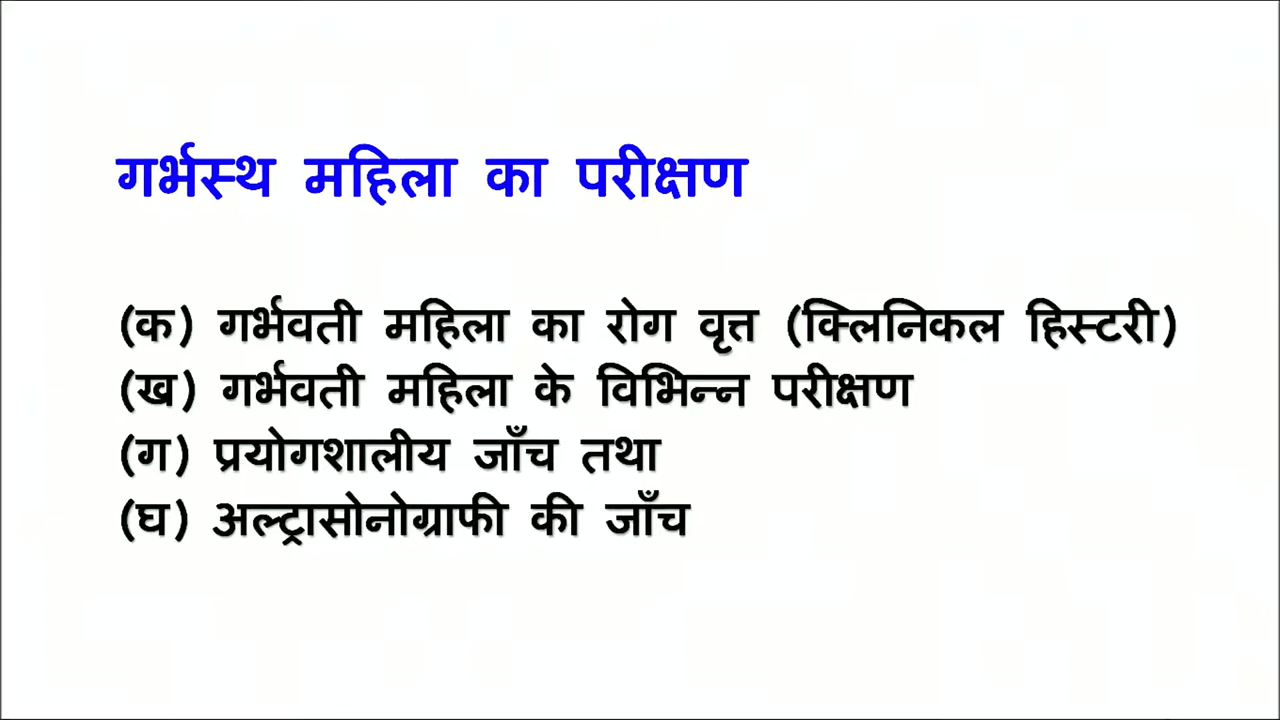 गर्भस्थ महिला का परीक्षण
(क) गर्भवती महिला का रोग वृत्त (क्लिनिकल हिस्टरी)
(ख) गर्भवती महिला के विभिन्न परीक्षण
(ग) प्रयोगशालीय जाँच तथा
(घ) अल्ट्रासोनोग्राफी की जाँच